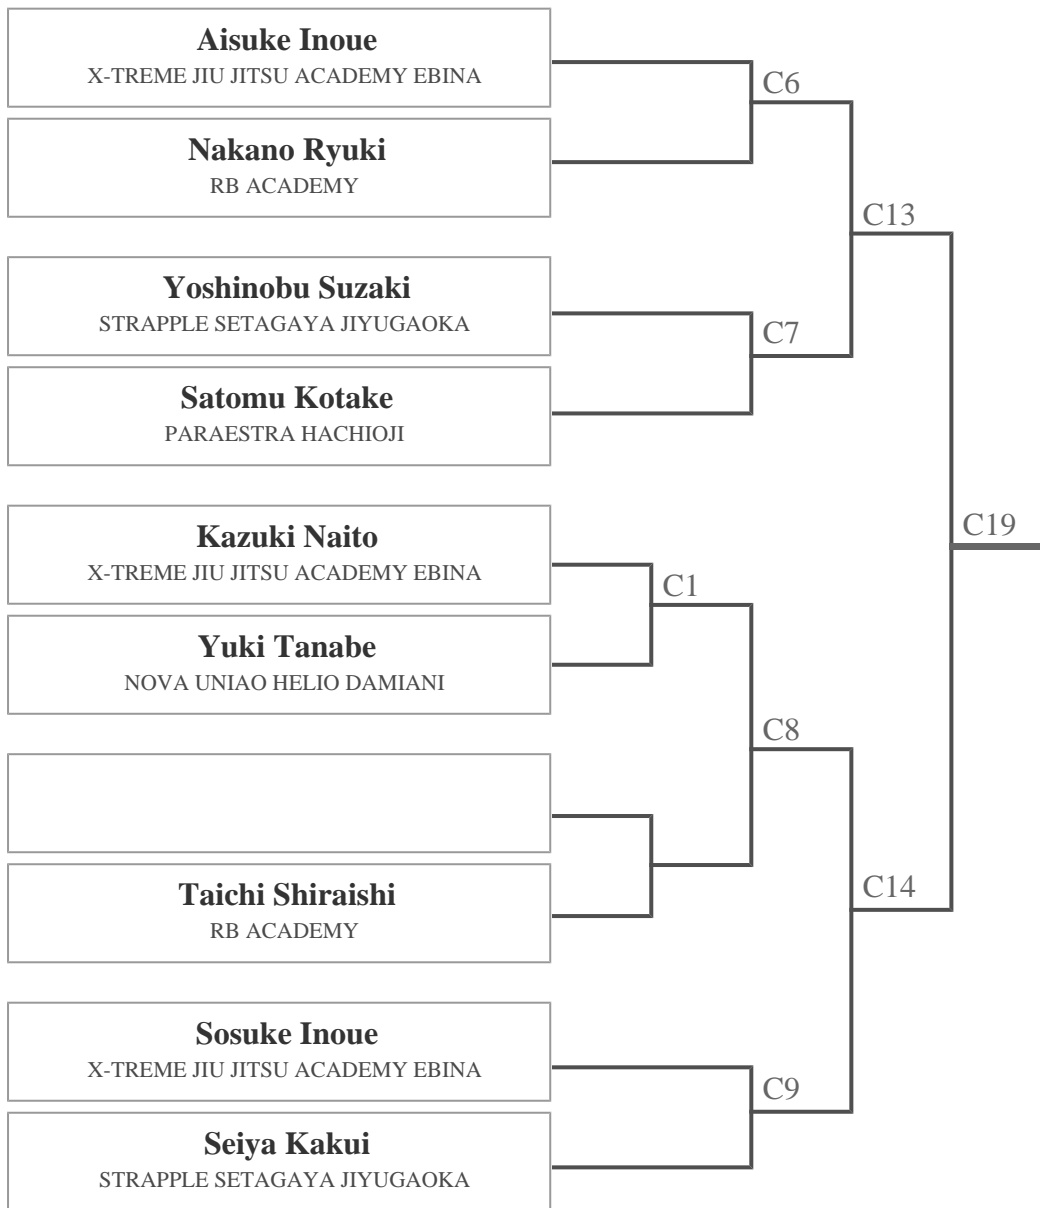 Aisuke Inoue
X-TREME JIU JITSU ACADEMY EBINA
C6
Nakano Ryuki
RB ACADEMY
C13
Yoshinobu Suzaki
STRAPPLE SETAGAYA JIYUGAOKA
C7
Satomu Kotake
PARAESTRA HACHIOJI
C19
Kazuki Naito
X-TREME JIU JITSU ACADEMY EBINA
C1
Yuki Tanabe
NOVA UNIAO HELIO DAMIANI
C8
Taichi Shiraishi
RB ACADEMY
C14
Sosuke Inoue
X-TREME JIU JITSU ACADEMY EBINA
C9
Seiya Kakui
STRAPPLE SETAGAYA JIYUGAOKA